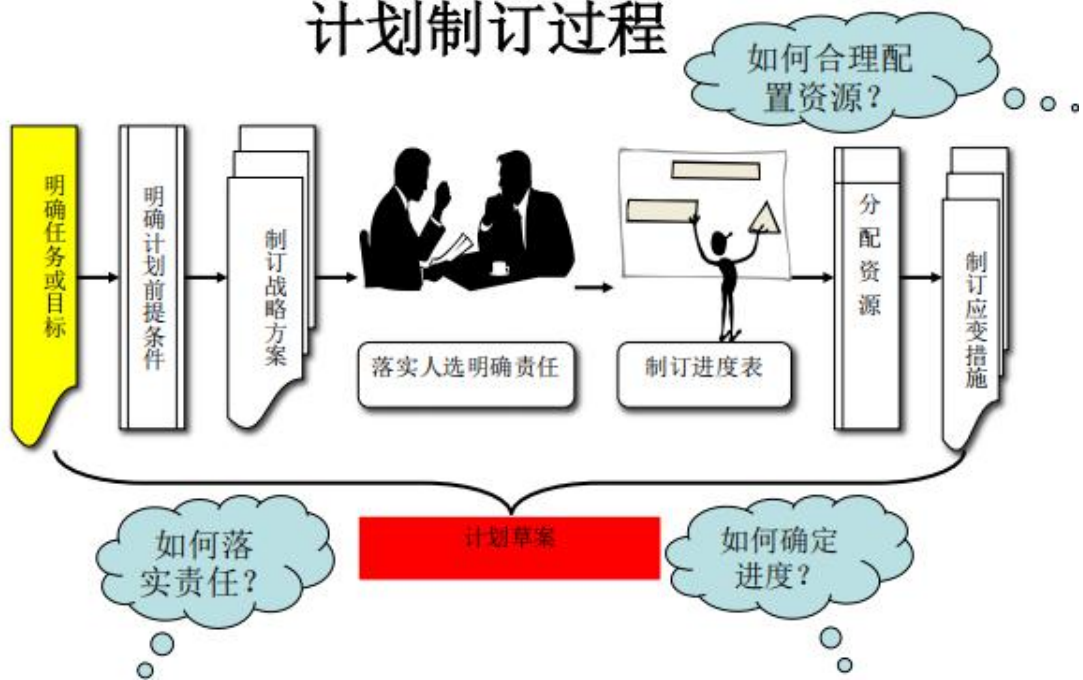 计划制订过程
如何合理配
置资源？
明确任务或目标
明确计划前提条件
制订战略方案
落实人选明确责任
制订进度表
分配资源
制订应变措施
计划草案
如何落
实责任？
如何确定
进度？